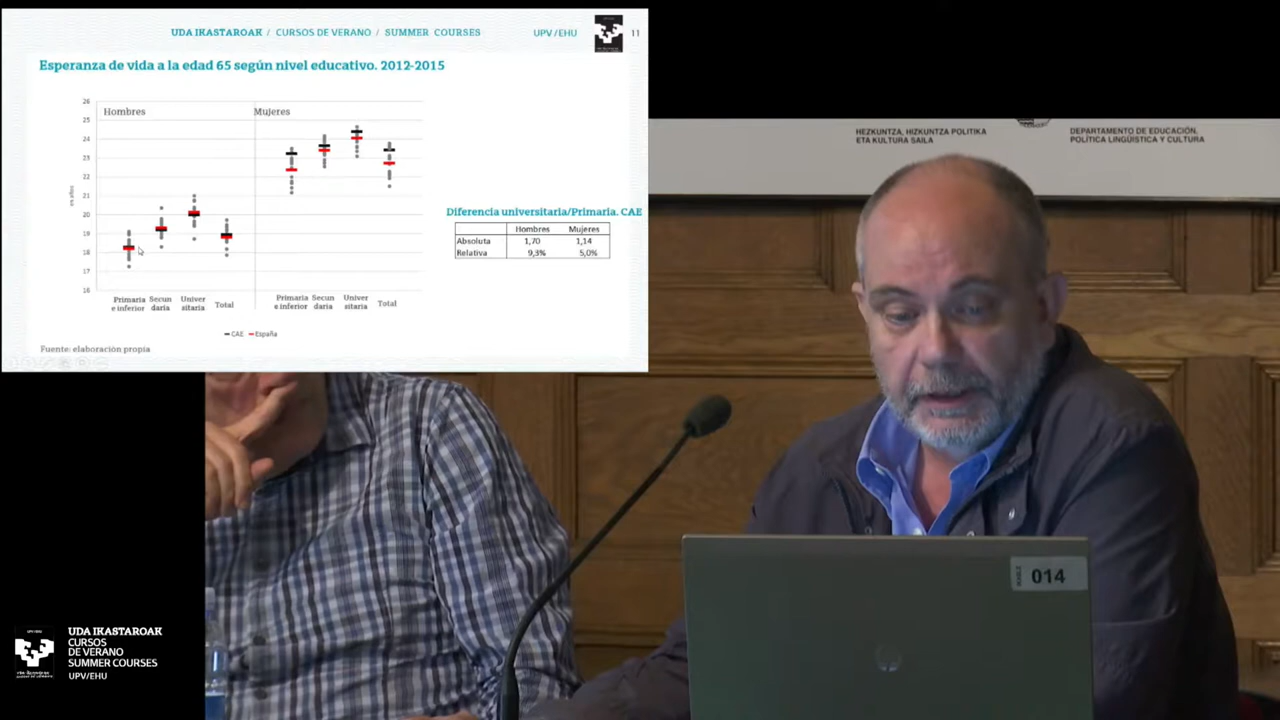 UDA IKASTAROAK / CURSOS DE VERANO / SUMMER COURSES
UPV/EHU
11
Esperanza de vida a la edad 65 según nivel educativo. 2012-2015
Hombres
Mujeres
26
25
24
23
22
21
20
19
18
17
16
Primaria e inferior
Secun daria
Univer sitaria
Total
Primaria e inferior
Secun daria
Univer sitaria
Total
CAE
España
Diferencia universitaria/Primaria. CAE
Hombres Mujeres
Absoluta 1,70 1,14
Relativa 9,3% 5,0%
Fuente: elaboración propia
HEZKUNTZA, HIZKUNTZA POLITIKA
ETA KULTURA SAILA
DEPARTAMENTO DE EDUCACIÓN,
POLÍTICA LINGÜÍSTICA Y CULTURA
014
UDA IKASTAROAK
CURSOS
DE VERANO
SUMMER COURSES
UPV/EHU